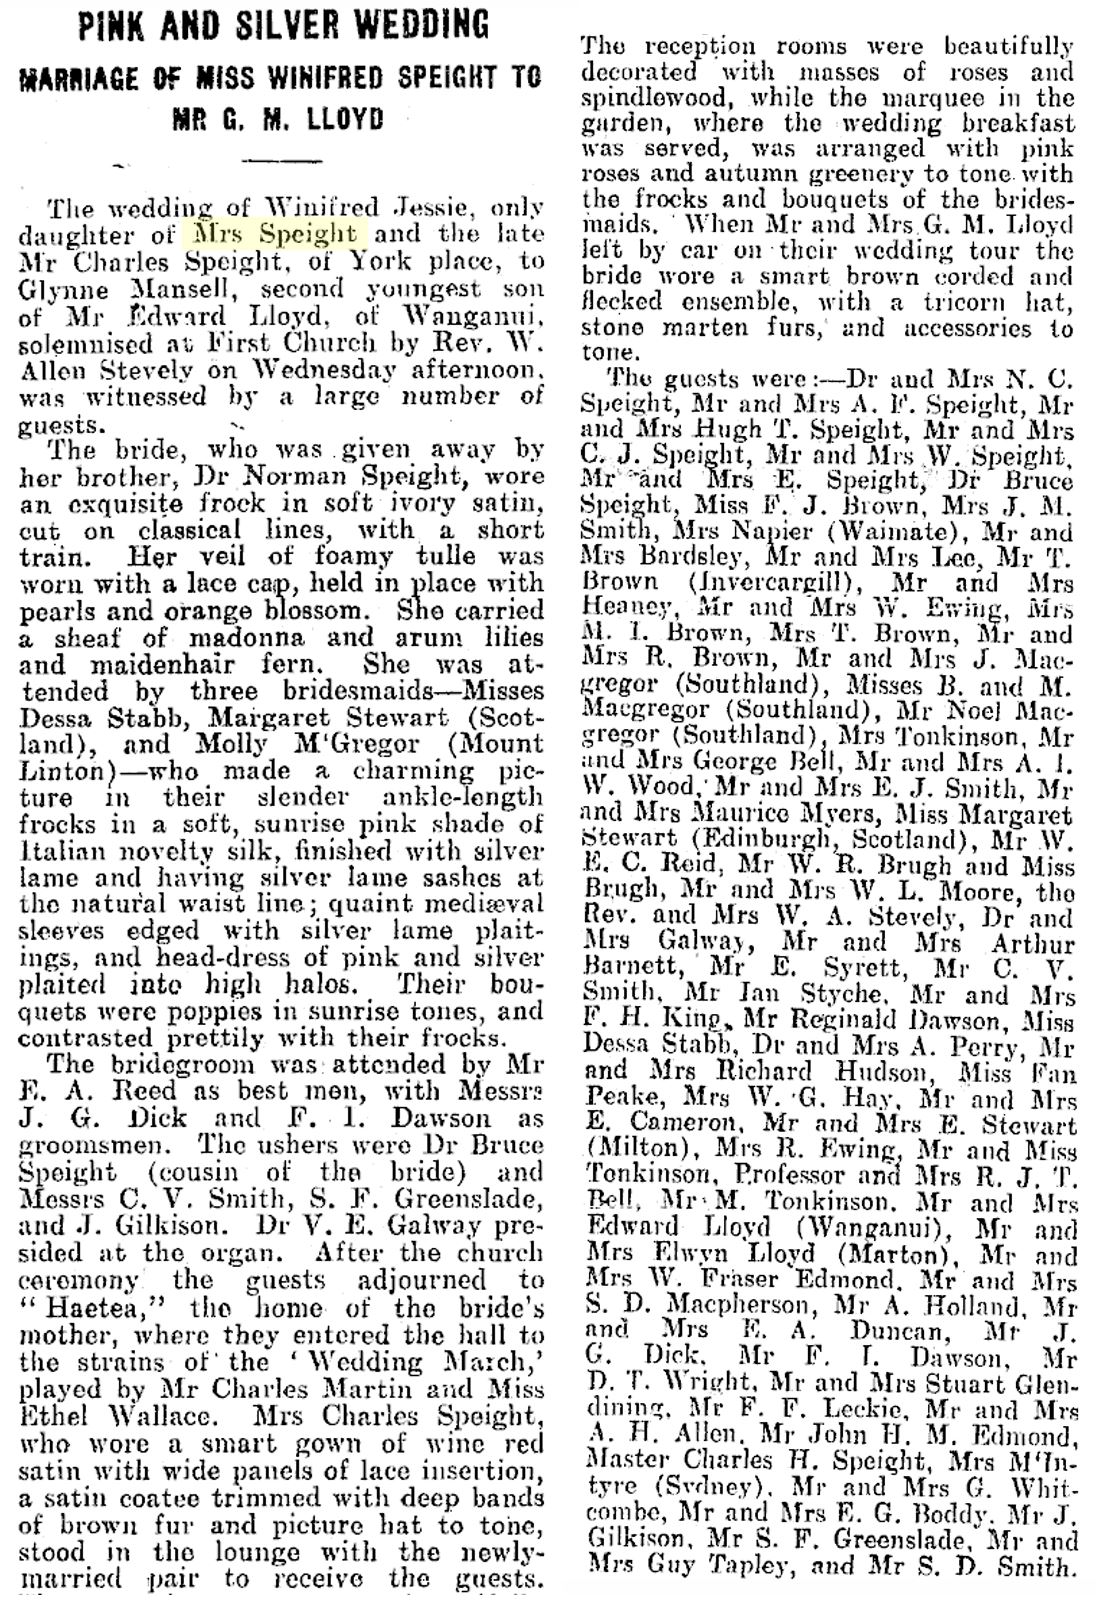 PINK AND SILVER WEDDING
MARRIAGE OF MISS WINIFRED SPEIGHT TO
MR G. M. LLOYD
The wedding of Winifred Jessie, only
daughter of Mrs Speight and the late
Mr Charles Speight, of York place, to
Glynne Mansell, second youngest son
of Mr Edward Lloyd, of Wanganui,
solemnised at First Church by Rev. W.
Allen Stevely on Wednesday afternoon,
was witnessed by a large number of
guests.
The bride, who was given away by
her brother, Dr Norman Speight, wore
an exquisite frock in soft ivory satin,
cut on classical lines, with a short
train. Her veil of foamy tulle was
worn with a lace cap, held in place with
pearls and orange blossom. She carried
a sheaf of madonna and arum lilies
and maidenhair fern. She was at-
tended by three bridesmaids—Misses
Dessa Stabb, Margaret Stewart (Scot-
land), and Molly M'Gregor (Mount
Linton)—who made a charming pic-
ture in their slender ankle-length
frocks in a soft, sunrise pink shade of
Italian novelty silk, finished with silver
lame and having silver lame sashes at
the natural waist line; quaint mediæval
sleeves edged with silver lame plait-
ings, and head-dress of pink and silver
plaited into high halos. Their bou-
quets were poppies in sunrise tones, and
contrasted prettily with their frocks.
The bridegroom was attended by Mr
E. A. Reed as best men, with Messrs
J. G. Dick and F. I. Dawson as
groomsmen. The ushers were Dr Bruce
Speight (cousin of the bride) and
Messrs C. V. Smith, S. F. Greenslade,
and J. Gilkison. Dr V. E. Galway pre-
sided at the organ. After the church
ceremony the guests adjourned to
"Haetea," the home of the bride's
mother, where they entered the hall to
the strains of the 'Wedding March,'
played by Mr Charles Martin and Miss
Ethel Wallace. Mrs Charles Speight,
who wore a smart gown of wine red
satin with wide panels of lace insertion,
a satin coatee trimmed with deep bands
of brown fur and picture hat to tone,
stood in the lounge with the newly-
married pair to receive the guests.
The reception rooms were beautifully
decorated with masses of roses and
spindlewood, while the marquee in the
garden, where the wedding breakfast
was served, was arranged with pink
roses and autumn greenery to tone with
the frocks and bouquets of the brides-
maids. When Mr and Mrs G. M. Lloyd
left by car on their wedding tour the
bride wore a smart brown corded and
flecked ensemble, with a tricorn hat,
stone marten furs, and accessories to
tone.
The guests were:—Dr and Mrs N. C.
Speight, Mr and Mrs A. F. Speight, Mr
and Mrs Hugh T. Speight, Mr and Mrs
C. J. Speight, Mr and Mrs W. Speight,
Mr and Mrs E. Speight, Dr Bruce
Speight, Miss F. J. Brown, Mrs J. M.
Smith, Mrs Napier (Waimate), Mr and
Mrs Bardsley, Mr and Mrs Lee, Mr T.
Brown (Invercargill), Mr and Mrs
Heaney, Mr and Mrs W. Ewing, Mrs
M. I. Brown, Mrs T. Brown, Mr and
Mrs R. Brown, Mr and Mrs J. Mac-
gregor (Southland), Misses B. and M.
Macgregor (Southland), Mr Noel Mac-
gregor (Southland), Mrs Tonkinson, Mr
and Mrs George Bell, Mr and Mrs A. I.
W. Wood, Mr and Mrs E. J. Smith, Mr
and Mrs Maurice Myers, Miss Margaret
Stewart (Edinburgh, Scotland), Mr W.
E. C. Reid, Mr W. R. Brugh and Miss
Brugh, Mr and Mrs W. L. Moore, the
Rev. and Mrs W. A. Stevely, Dr and
Mrs Galway, Mr and Mrs Arthur
Barnett, Mr E. Syrett, Mr C. V.
Smith, Mr Ian Styche, Mr and Mrs
F. H. King, Mr Reginald Dawson, Miss
Dessa Stabb, Dr and Mrs A. Perry, Mr
and Mrs Richard Hudson, Miss Fan
Peake, Mrs W. G. Hay, Mr and Mrs
E. Cameron, Mr and Mrs E. Stewart
(Milton), Mrs R. Ewing, Mr and Miss
Tonkinson, Professor and Mrs R. J. T.
Bell, Mr M. Tonkinson, Mr and Mrs
Edward Lloyd (Wanganui), Mr and
Mrs Elwyn Lloyd (Marton), Mr and
Mrs W. Fraser Edmond, Mr and Mrs
S. D. Macpherson, Mr A. Holland, Mr
and Mrs E. A. Duncan, Mr J.
G. Dick, Mr F. I. Dawson, Mr
D. T. Wright, Mr and Mrs Stuart Glen-
dining, Mr F. F. Leckie, Mr and Mrs
A. H. Allen, Mr John H. M. Edmond,
Master Charles H. Speight, Mrs M'In-
tyre (Sydney), Mr and Mrs G. Whit-
combe, Mr and Mrs E. G. Boddy, Mr J.
Gilkison, Mr S. F. Greenslade, Mr and
Mrs Guy Tapley, and Mr S. D. Smith.